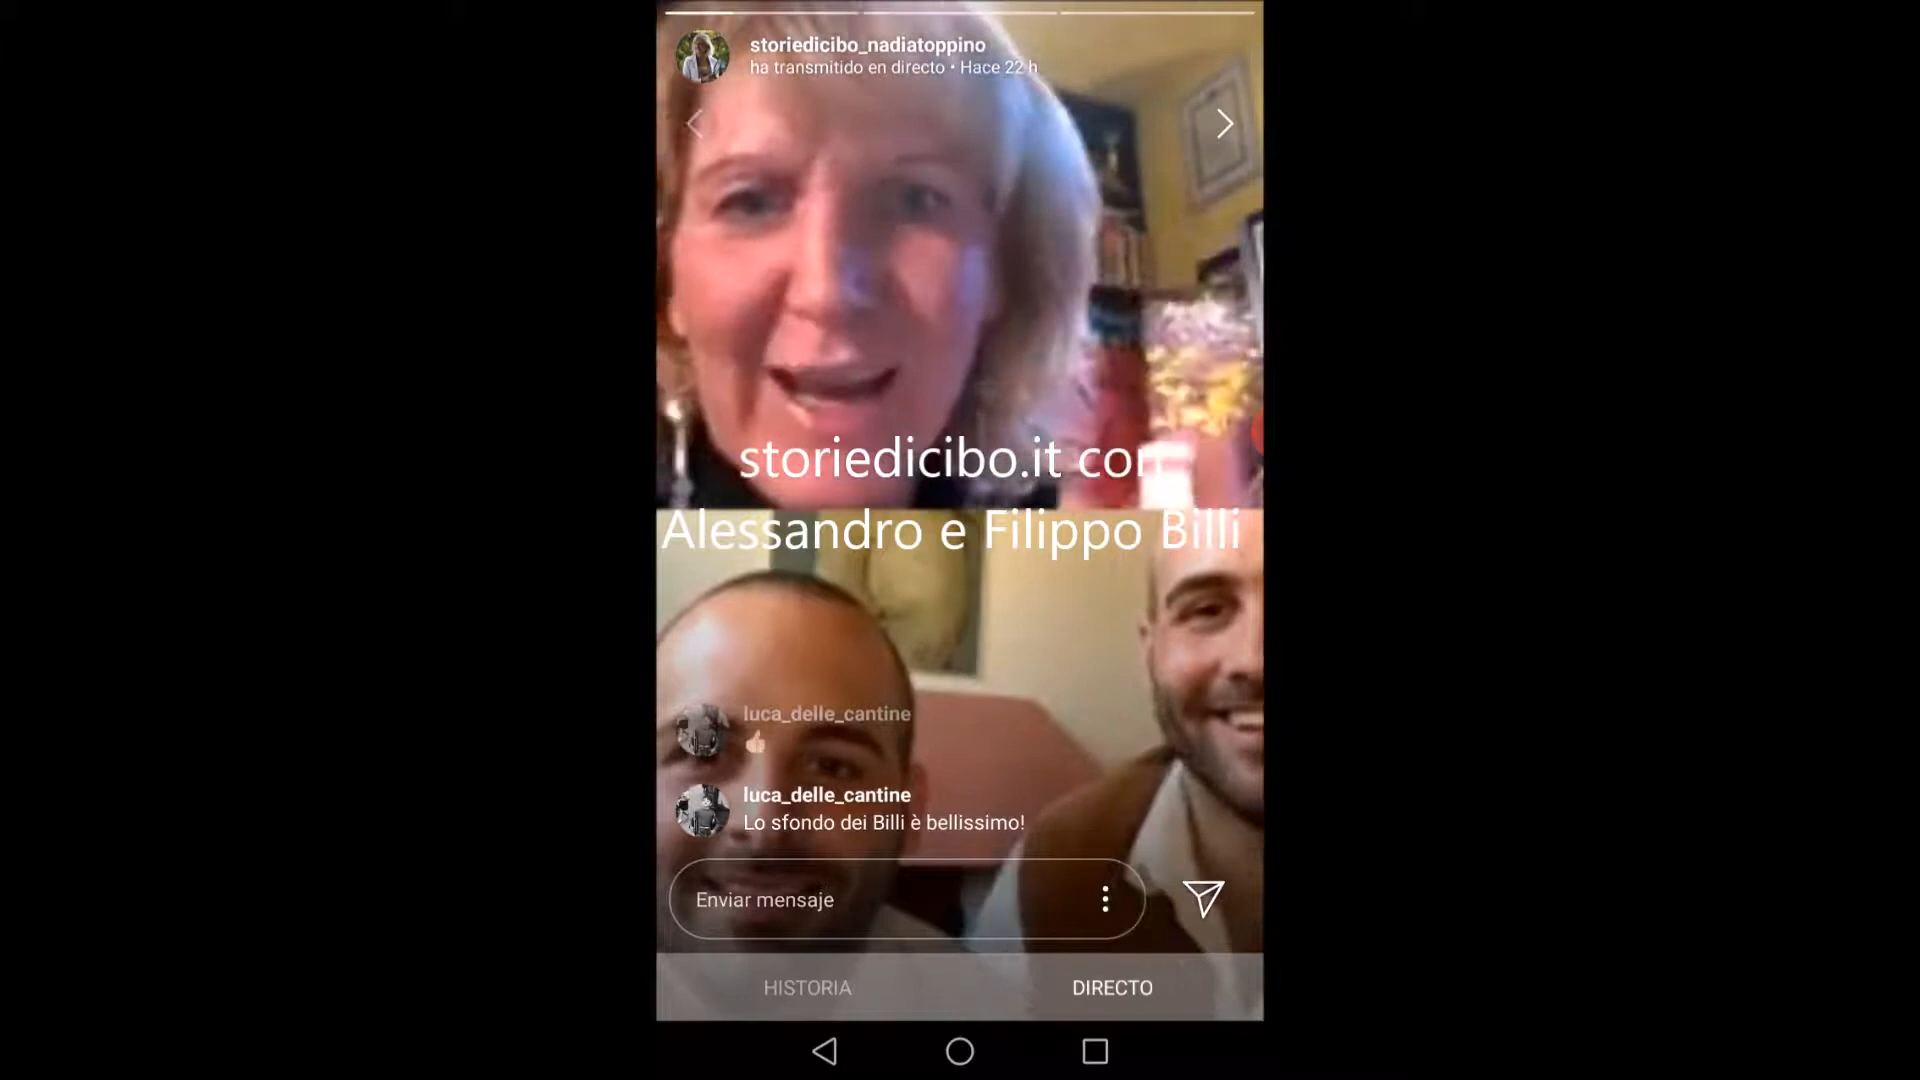 storiedicibo_nadiatoppino
ha transmitido en directo • Hace 22 h
storiedicibo.it con
Alessandro e Filippo Billi
luca_delle_cantine
👍
luca_delle_cantine
Lo sfondo dei Billi è bellissimo!
Enviar mensaje
HISTORIA
DIRECTO